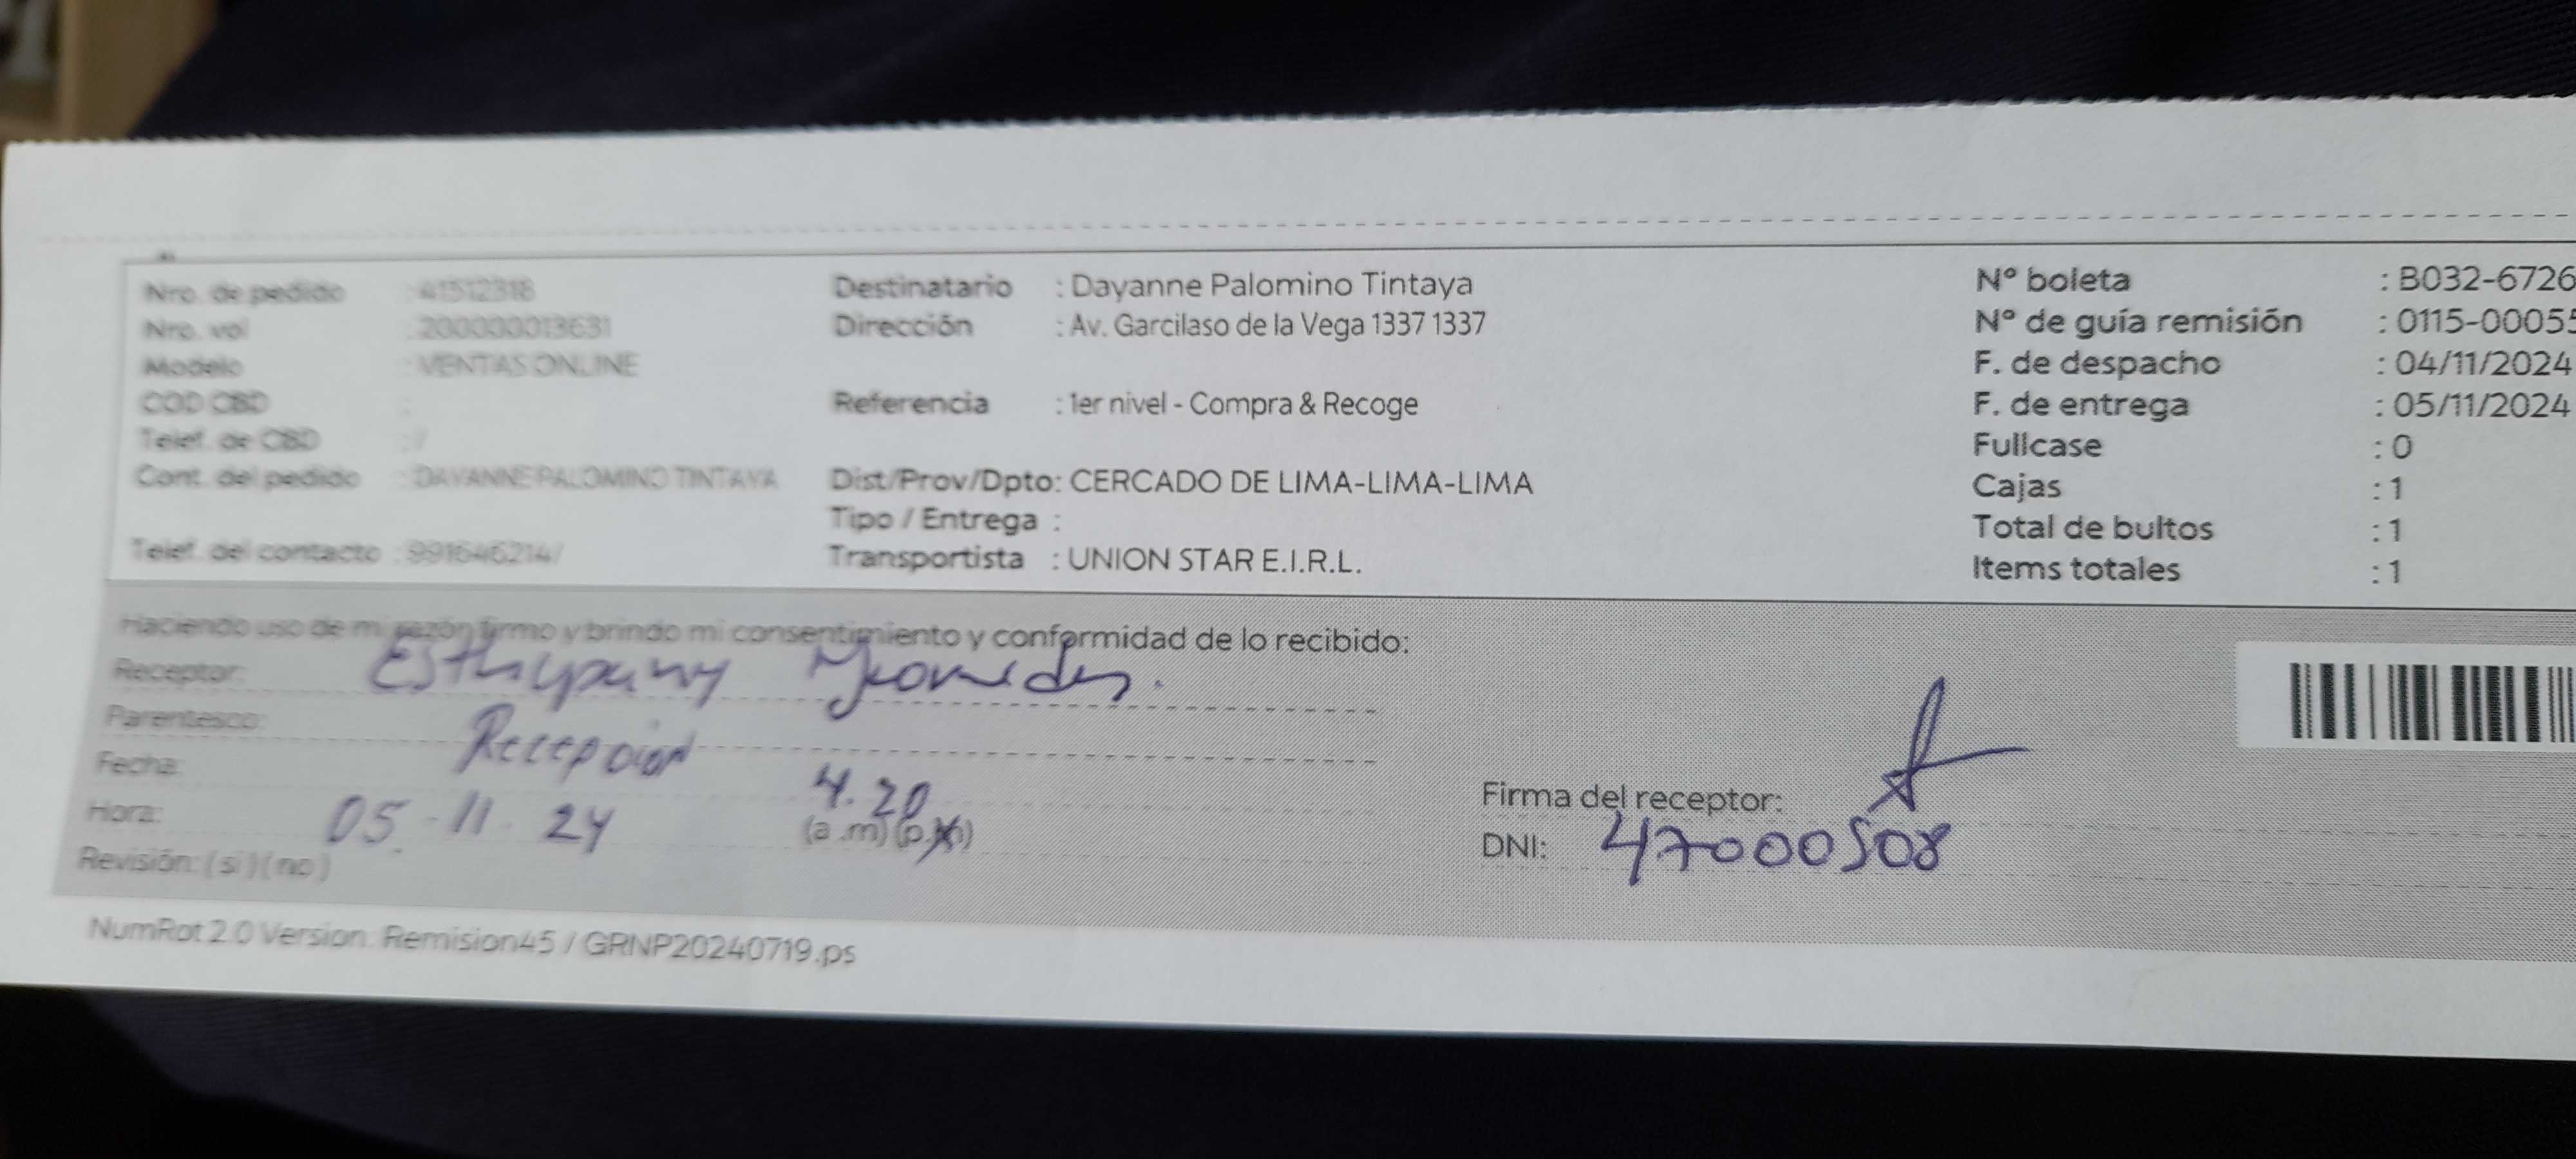 Nro. de pedido : 41512318
Nro. vol : 200000013631
Modelo : VENTAS ONLINE
COD CBD :
Telef. de CBD : /
Cont. del pedido : DAYANNE PALOMINO TINTAYA
Telef. del contacto : 991646214/
Destinatario : Dayanne Palomino Tintaya
Dirección : Av. Garcilaso de la Vega 1337 1337
Referencia : 1er nivel - Compra & Recoge
Dist/Prov/Dpto: CERCADO DE LIMA-LIMA-LIMA
Tipo / Entrega :
Transportista : UNION STAR E.I.R.L.
Nº boleta : B032-6726
Nº de guía remisión : 0115-00055
F. de despacho : 04/11/2024
F. de entrega : 05/11/2024
Fullcase : 0
Cajas : 1
Total de bultos : 1
Items totales : 1
Haciendo uso de mi razón firmo y brindo mi consentimiento y conformidad de lo recibido:
Receptor:
Parentesco: Recepcion
Fecha: 4.20
Hora: 05-11-24 (a.m) (p.m)
Revisión: (si) (no)
Firma del receptor:
DNI: 47000508
NumRot 2.0 Version: Remision45 / GRNP20240719.ps